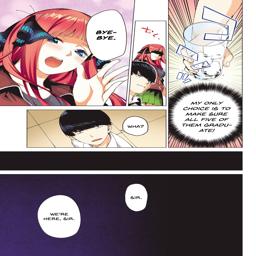 MY ONLY
CHOICE IS TO
MAKE SURE
ALL FIVE OF
THEM GRADU-
ATE!
BYE-
BYE.
WHAT?
SIR.
WE'RE
HERE, SIR.